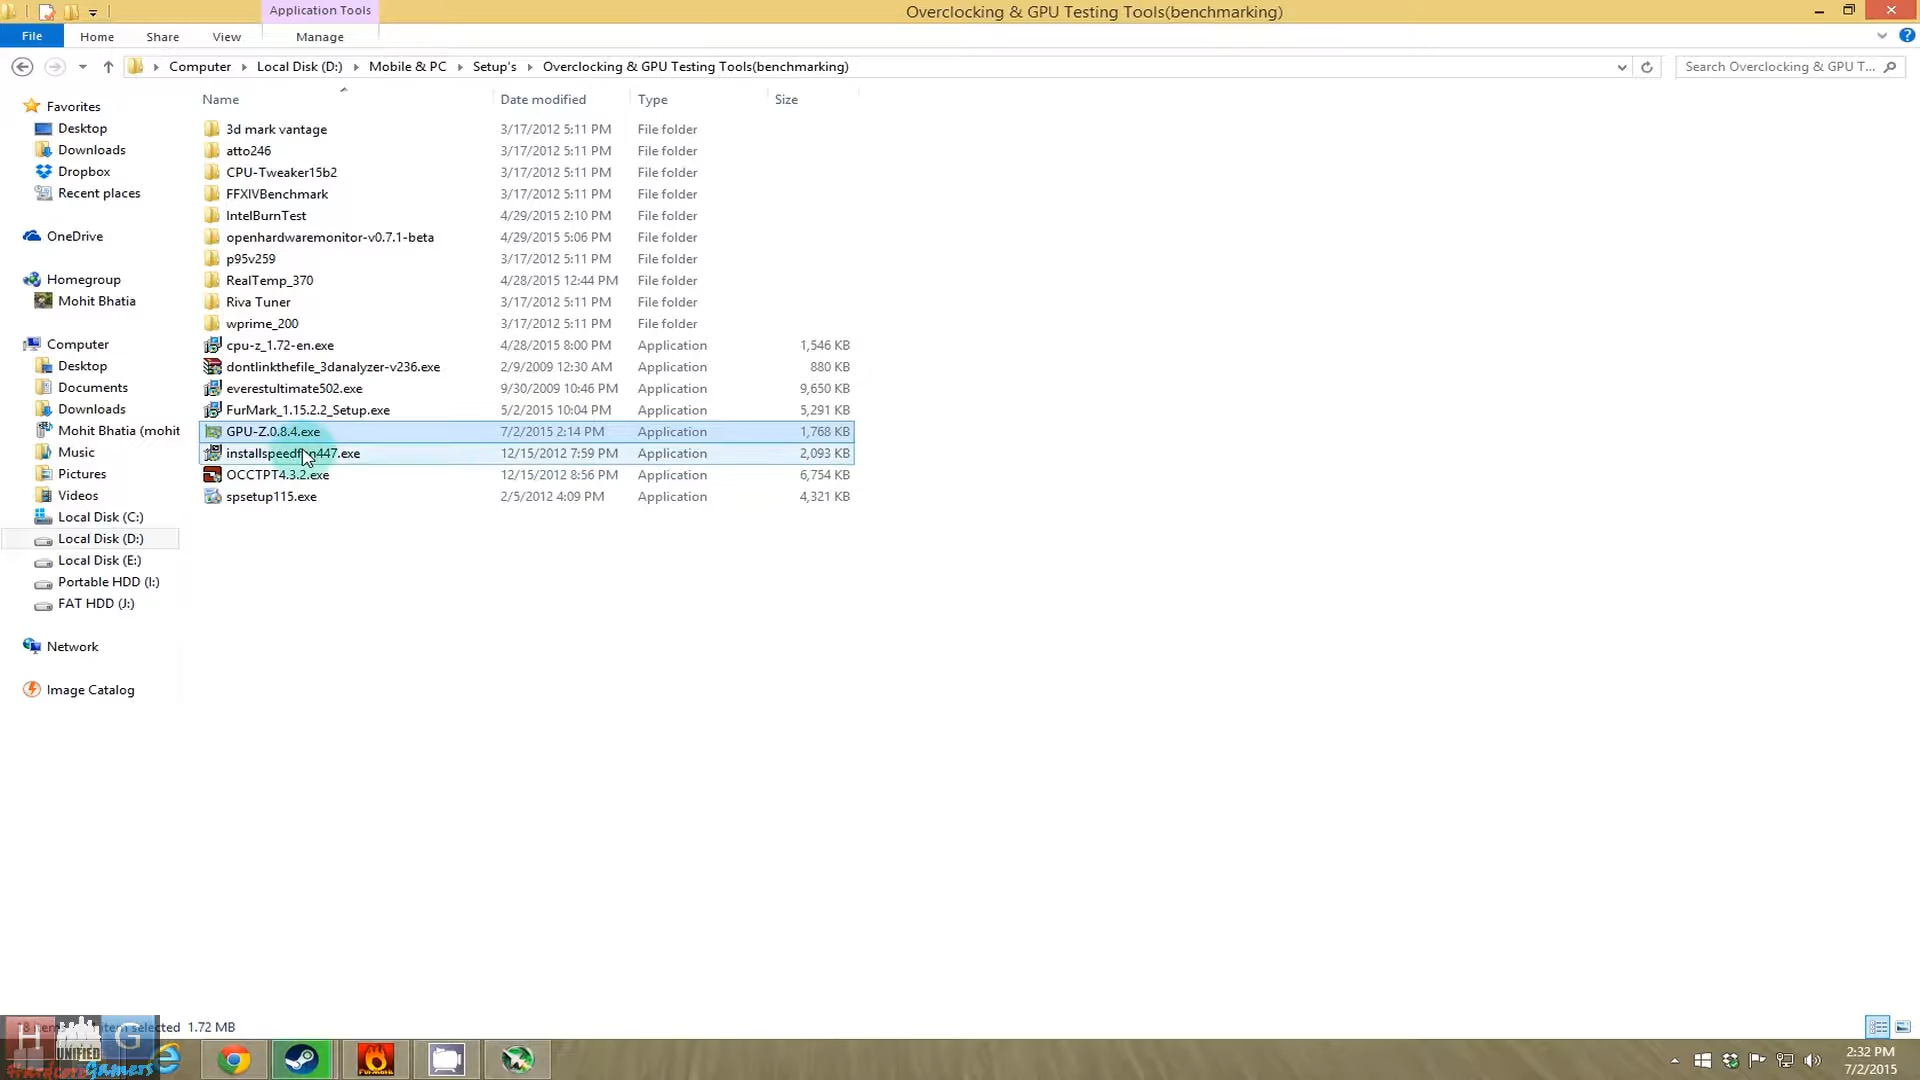 Application Tools
Overclocking & GPU Testing Tools(benchmarking)
File Home Share View Manage
Computer Local Disk (D:) Mobile & PC Setup's Overclocking & GPU Testing Tools(benchmarking)
Search Overclocking & GPU T...
Favorites
Desktop
Downloads
Dropbox
Recent places
OneDrive
Homegroup
Mohit Bhatia
Computer
Desktop
Documents
Downloads
Mohit Bhatia (mohit
Music
Pictures
Videos
Local Disk (C:)
Local Disk (D:)
Local Disk (E:)
Portable HDD (I:)
FAT HDD (J:)
Network
Image Catalog
Name Date modified Type Size
3d mark vantage 3/17/2012 5:11 PM File folder
atto246 3/17/2012 5:11 PM File folder
CPU-Tweaker15b2 3/17/2012 5:11 PM File folder
FFXIVBenchmark 3/17/2012 5:11 PM File folder
IntelBurnTest 4/29/2015 2:10 PM File folder
openhardwaremonitor-v0.7.1-beta 4/29/2015 5:06 PM File folder
p95v259 3/17/2012 5:11 PM File folder
RealTemp_370 4/28/2015 12:44 PM File folder
Riva Tuner 3/17/2012 5:11 PM File folder
wprime_200 3/17/2012 5:11 PM File folder
cpu-z_1.72-en.exe 4/28/2015 8:00 PM Application 1,546 KB
dontlinkthefile_3danalyzer-v236.exe 2/9/2009 12:30 AM Application 880 KB
everestultimate502.exe 9/30/2009 10:46 PM Application 9,650 KB
FurMark_1.15.2.2_Setup.exe 5/2/2015 10:04 PM Application 5,291 KB
GPU-Z.0.8.4.exe 7/2/2015 2:14 PM Application 1,768 KB
installspeedfan447.exe 12/15/2012 7:59 PM Application 2,093 KB
OCCTPT4.3.2.exe 12/15/2012 8:56 PM Application 6,754 KB
spsetup115.exe 2/5/2012 4:09 PM Application 4,321 KB
selected 1.72 MB
H UNIFIED G
Hardcore Gamers
2:32 PM
7/2/2015